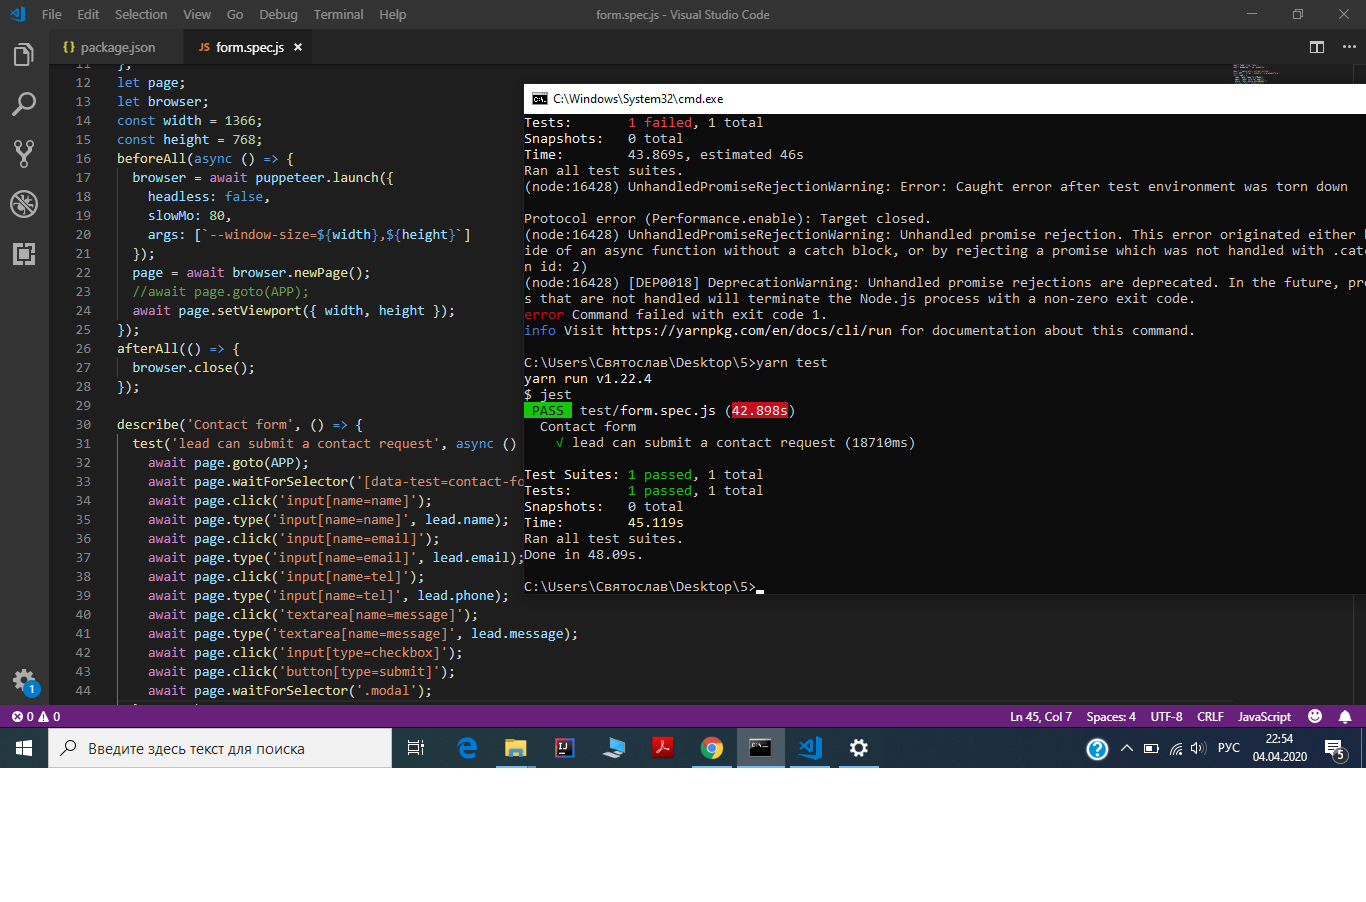 File Edit Selection View Go Debug Terminal Help form.spec.js - Visual Studio Code
{} package.json JS form.spec.js ×
11 };
12 let page;
13 let browser;
14 const width = 1366;
15 const height = 768;
16 beforeAll(async () => {
17 browser = await puppeteer.launch({
18 headless: false,
19 slowMo: 80,
20 args: [`--window-size=${width},${height}`]
21 });
22 page = await browser.newPage();
23 //await page.goto(APP);
24 await page.setViewport({ width, height });
25 });
26 afterAll(() => {
27 browser.close();
28 });
29
30 describe('Contact form', () => {
31 test('lead can submit a contact request', async ()
32 await page.goto(APP);
33 await page.waitForSelector('[data-test=contact-fo
34 await page.click('input[name=name]');
35 await page.type('input[name=name]', lead.name);
36 await page.click('input[name=email]');
37 await page.type('input[name=email]', lead.email);
38 await page.click('input[name=tel]');
39 await page.type('input[name=tel]', lead.phone);
40 await page.click('textarea[name=message]');
41 await page.type('textarea[name=message]', lead.message);
42 await page.click('input[type=checkbox]');
43 await page.click('button[type=submit]');
44 await page.waitForSelector('.modal');
C:\Windows\System32\cmd.exe
Tests: 1 failed, 1 total
Snapshots: 0 total
Time: 43.869s, estimated 46s
Ran all test suites.
(node:16428) UnhandledPromiseRejectionWarning: Error: Caught error after test environment was torn down
Protocol error (Performance.enable): Target closed.
(node:16428) UnhandledPromiseRejectionWarning: Unhandled promise rejection. This error originated either b
ide of an async function without a catch block, or by rejecting a promise which was not handled with .catc
n id: 2)
(node:16428) [DEP0018] DeprecationWarning: Unhandled promise rejections are deprecated. In the future, pro
s that are not handled will terminate the Node.js process with a non-zero exit code.
error Command failed with exit code 1.
info Visit https://yarnpkg.com/en/docs/cli/run for documentation about this command.
C:\Users\Святослав\Desktop\5>yarn test
yarn run v1.22.4
$ jest
PASS test/form.spec.js (42.898s)
Contact form
√ lead can submit a contact request (18710ms)
Test Suites: 1 passed, 1 total
Tests: 1 passed, 1 total
Snapshots: 0 total
Time: 45.119s
Ran all test suites.
Done in 48.09s.
C:\Users\Святослав\Desktop\5>
1
0 0 Ln 45, Col 7 Spaces: 4 UTF-8 CRLF JavaScript
Введите здесь текст для поиска
РУС 22:54
04.04.2020
5